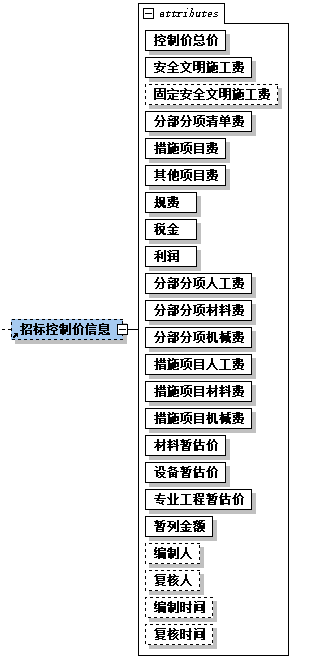 attributes
控制价总价
安全文明施工费
固定安全文明施工费
分部分项清单费
措施项目费
其他项目费
规费
税金
利润
分部分项人工费
分部分项材料费
分部分项机械费
招标控制价信息
措施项目人工费
措施项目材料费
措施项目机械费
材料暂估价
设备暂估价
专业工程暂估价
暂列金额
编制人
复核人
编制时间
复核时间